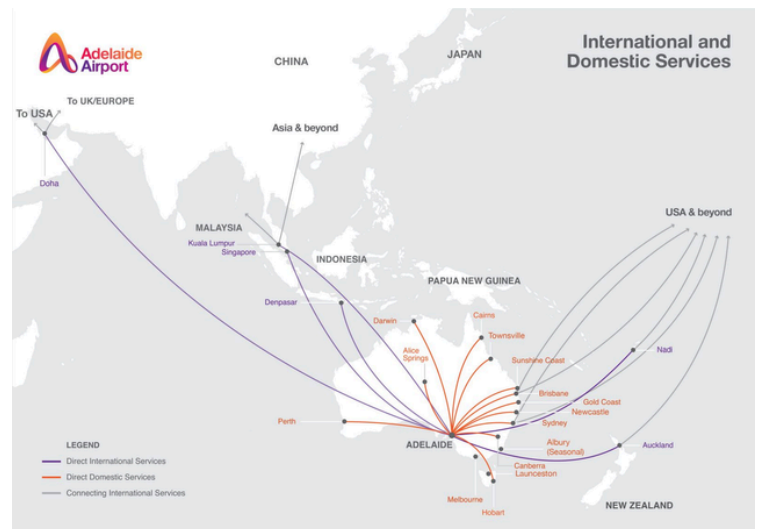 Adelaide
Airport
International and
Domestic Services
CHINA
JAPAN
To UK/EUROPE
To USA
Asia & beyond
Doha
USA & beyond
MALAYSIA
Kuala Lumpur
Singapore
INDONESIA
PAPUA NEW GUINEA
Denpasar
Darwin
Cairns
Townsville
Alice
Springs
Sunshine Coast
Nadi
Brisbane
Gold Coast
Newcastle
Perth
Sydney
ADELAIDE
Albury
(Seasonal)
Auckland
Canberra
Launceston
Melbourne
Hobart
NEW ZEALAND
LEGEND
Direct International Services
Direct Domestic Services
Connecting International Services